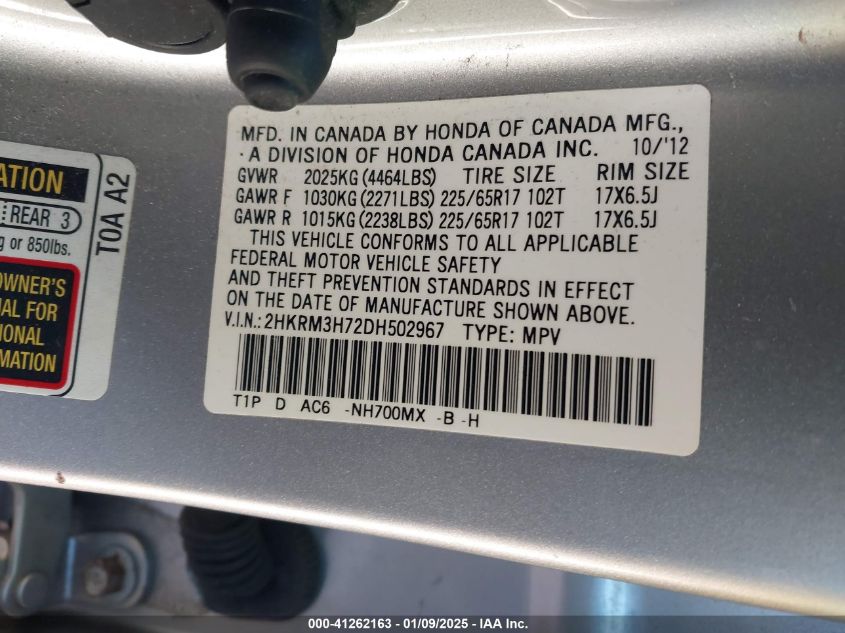 MFD. IN CANADA BY HONDA OF CANADA MFG.,
A DIVISION OF HONDA CANADA INC. 10/'12
GVWR 2025KG (4464LBS) TIRE SIZE RIM SIZE
GAWR F 1030KG (2271LBS) 225/65R17 102T 17X6.5J
GAWR R 1015KG (2238LBS) 225/65R17 102T 17X6.5J
THIS VEHICLE CONFORMS TO ALL APPLICABLE
FEDERAL MOTOR VEHICLE SAFETY
AND THEFT PREVENTION STANDARDS IN EFFECT
ON THE DATE OF MANUFACTURE SHOWN ABOVE.
V.I.N.: 2HKRM3H72DH502967 TYPE: MPV
T1P D AC6 -NH700MX -B -H
ATION
REAR 3
g or 850lbs.
OWNER'S
AL FOR
IONAL
RMATION
T0A A2
000-41262163 - 01/09/2025 - IAA Inc.